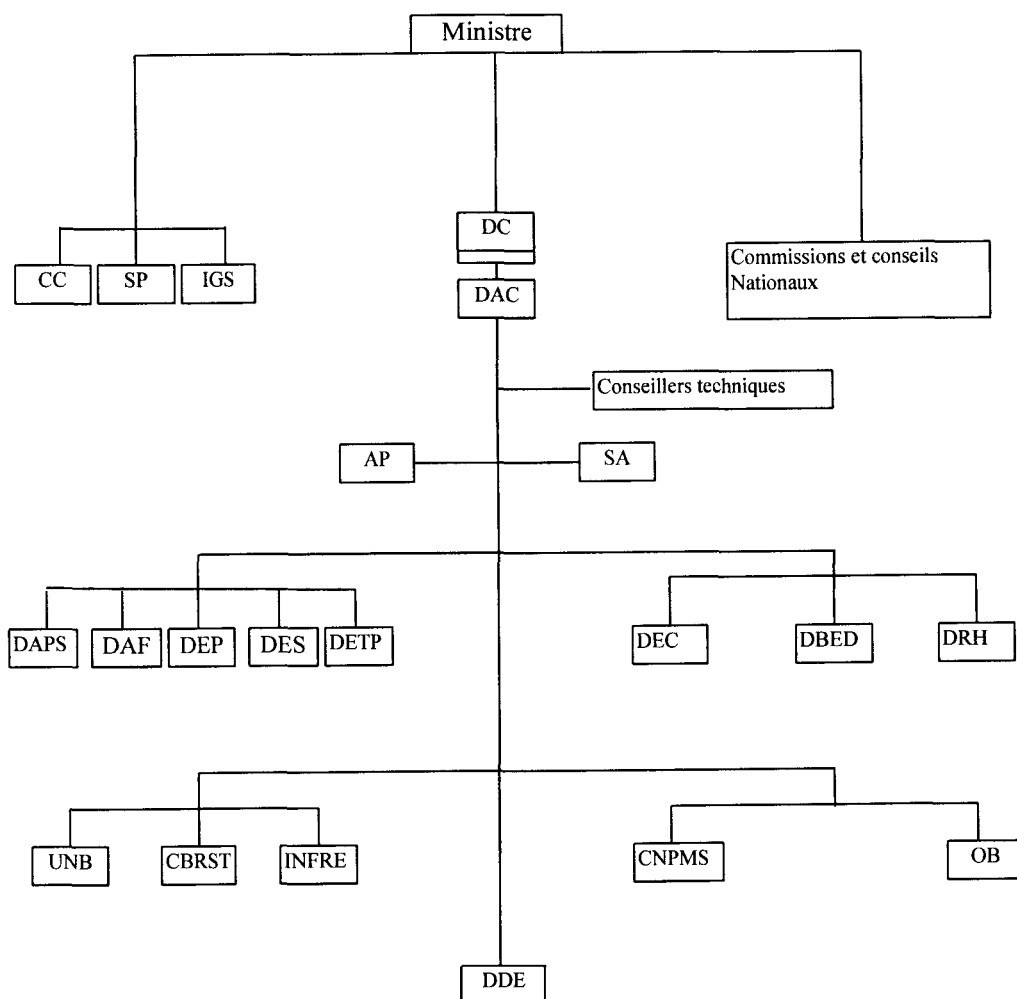 Ministre
CC
SP
IGS
DC
DAC
Commissions et conseils
Nationaux
Conseillers techniques
AP
SA
DAPS
DAF
DEP
DES
DETP
DEC
DBED
DRH
UNB
CBRST
INFRE
CNPMS
OB
DDE